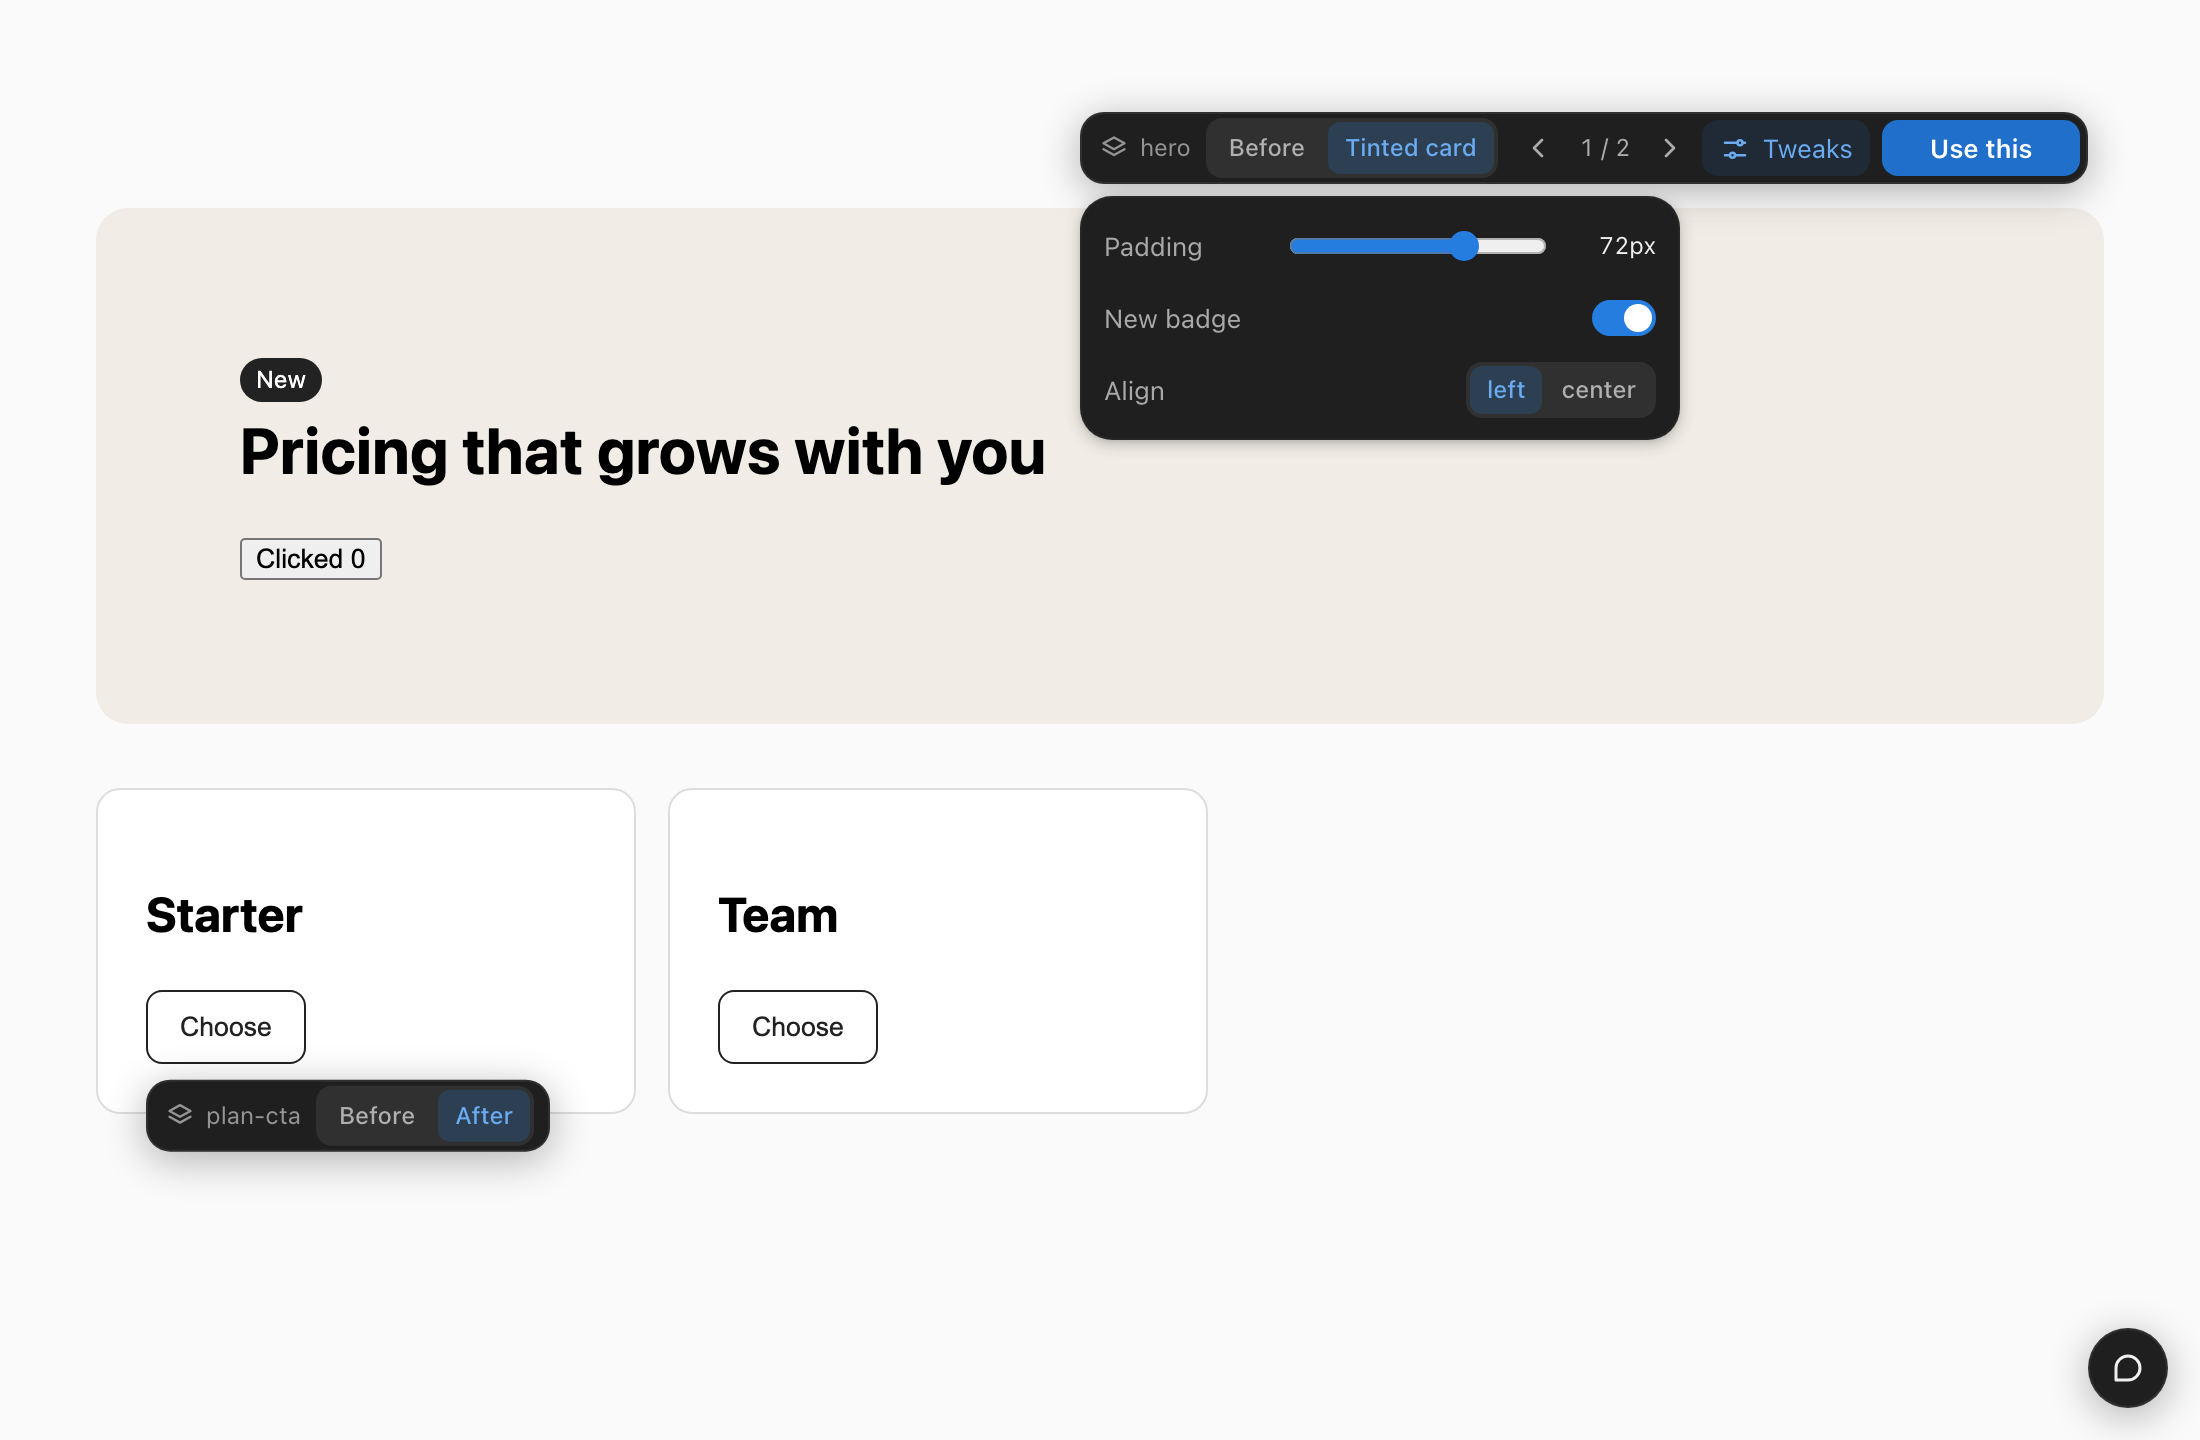 hero Before Tinted card 1 / 2 Tweaks Use this
Padding 72px
New badge
Align left center
New
Pricing that grows with you
Clicked 0
Starter
Choose
plan-cta Before After
Team
Choose